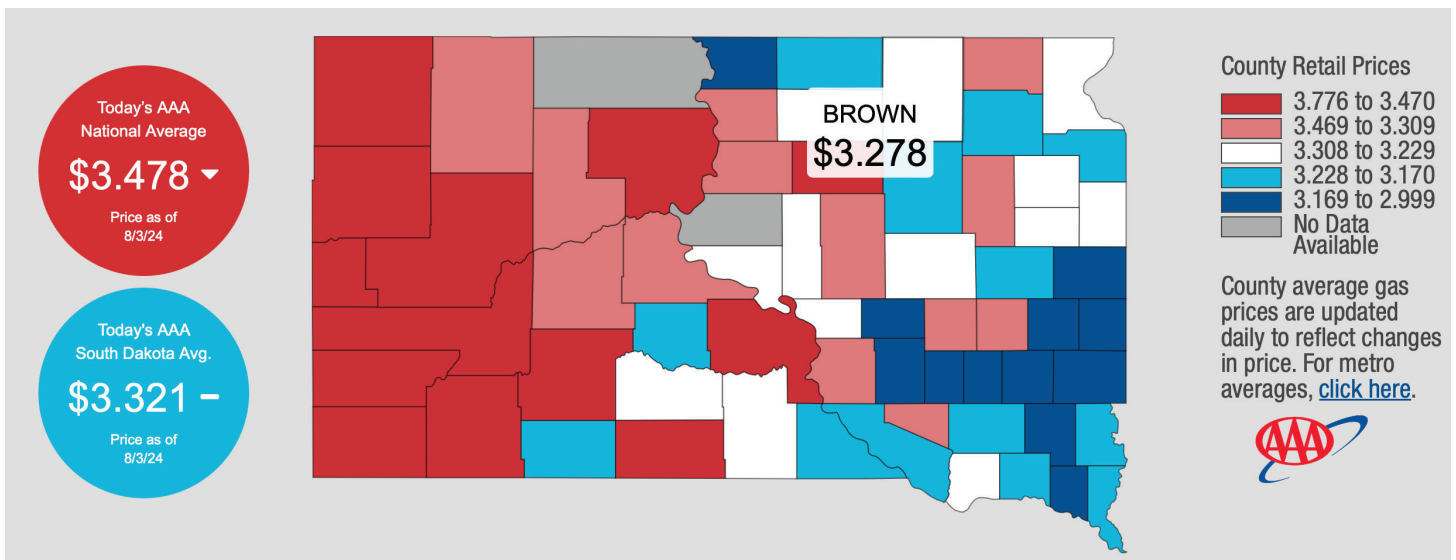 Today's AAA
National Average
$3.478
Price as of
8/3/24
Today's AAA
South Dakota Avg.
$3.321
Price as of
8/3/24
BROWN
$3.278
County Retail Prices
3.776 to 3.470
3.469 to 3.309
3.308 to 3.229
3.228 to 3.170
3.169 to 2.999
No Data
Available
County average gas
prices are updated
daily to reflect changes
in price. For metro
averages, click here.
AAA